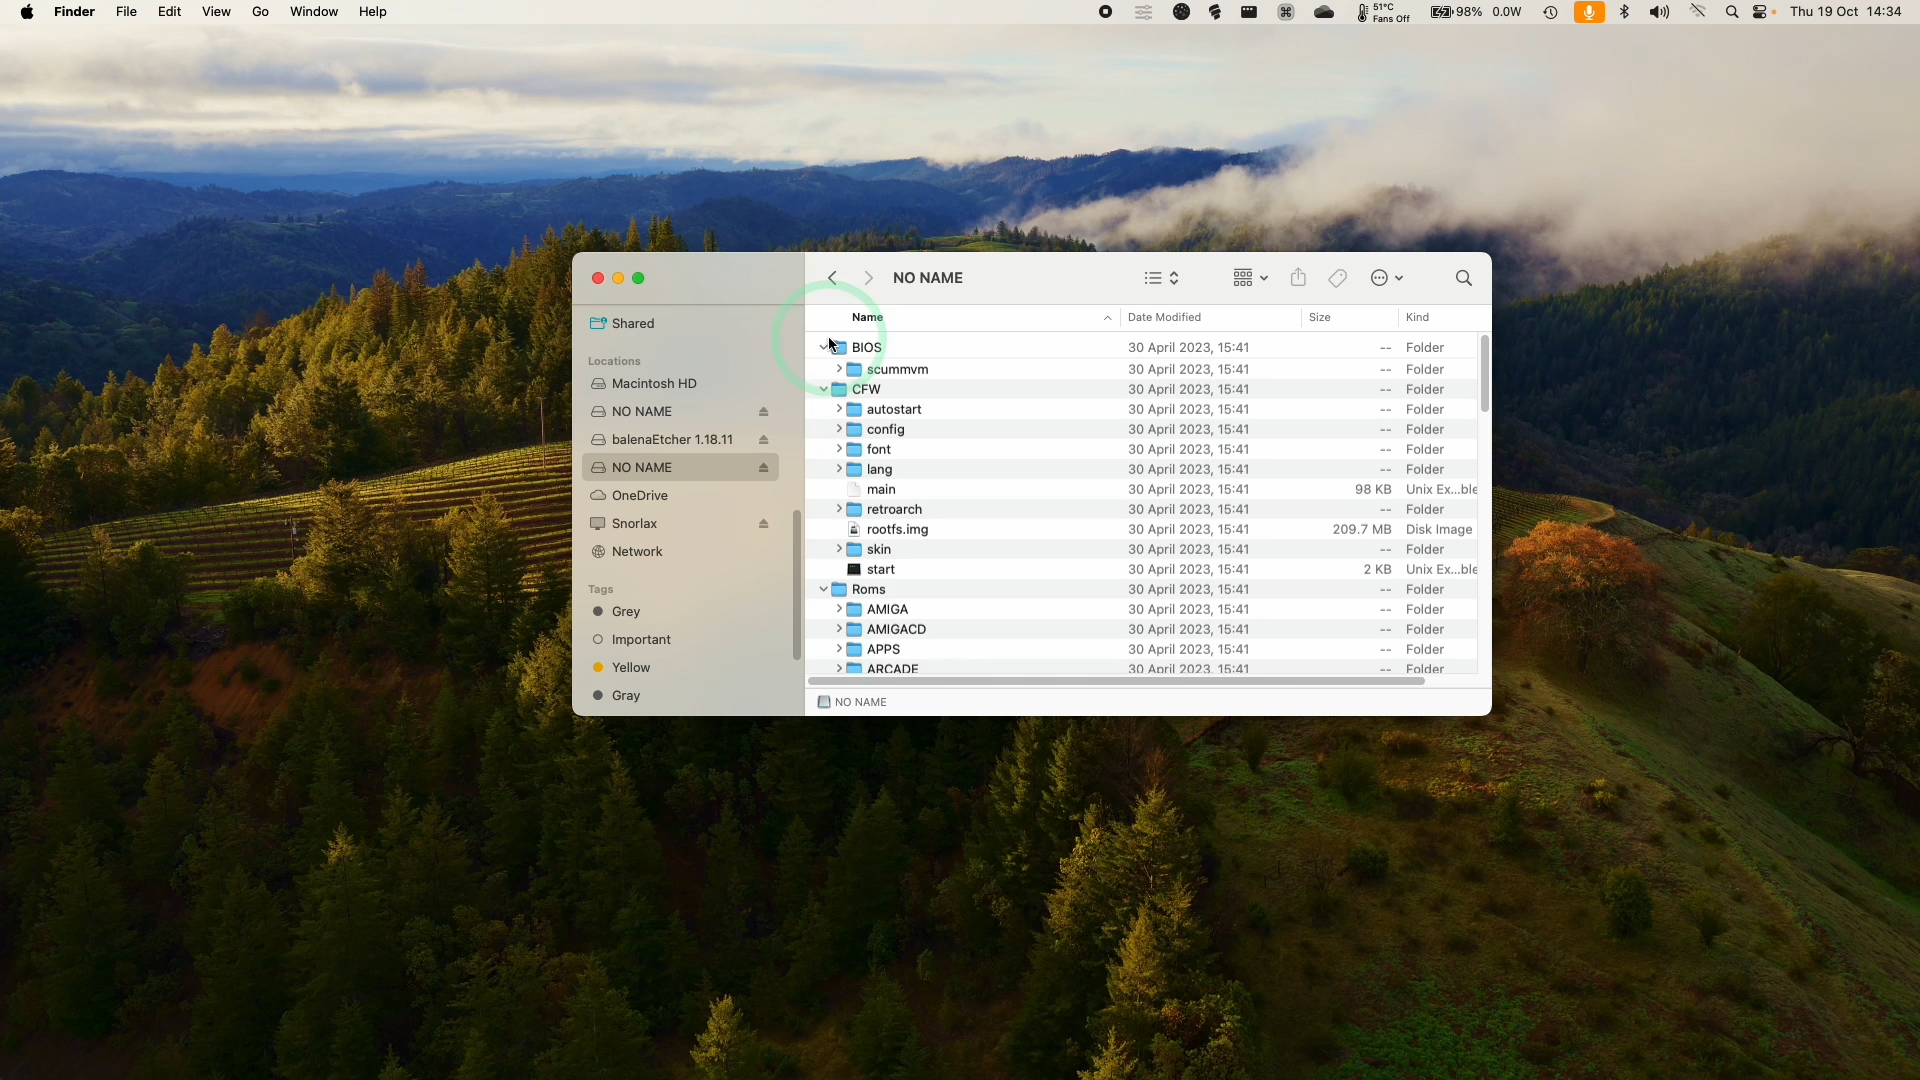 Finder File Edit View Go Window Help 51°C Fans Off 98% 0.0W Thu 19 Oct 14:34
NO NAME
Shared
Locations
Macintosh HD
NO NAME
balenaEtcher 1.18.11
NO NAME
OneDrive
Snorlax
Network
Tags
Grey
Important
Yellow
Gray
Name Date Modified Size Kind
BIOS 30 April 2023, 15:41 -- Folder
scummvm 30 April 2023, 15:41 -- Folder
CFW 30 April 2023, 15:41 -- Folder
autostart 30 April 2023, 15:41 -- Folder
config 30 April 2023, 15:41 -- Folder
font 30 April 2023, 15:41 -- Folder
lang 30 April 2023, 15:41 -- Folder
main 30 April 2023, 15:41 98 KB Unix Ex...ble
retroarch 30 April 2023, 15:41 -- Folder
rootfs.img 30 April 2023, 15:41 209.7 MB Disk Image
skin 30 April 2023, 15:41 -- Folder
start 30 April 2023, 15:41 2 KB Unix Ex...ble
Roms 30 April 2023, 15:41 -- Folder
AMIGA 30 April 2023, 15:41 -- Folder
AMIGACD 30 April 2023, 15:41 -- Folder
APPS 30 April 2023, 15:41 -- Folder
ARCADE 30 April 2023, 15:41 -- Folder
NO NAME